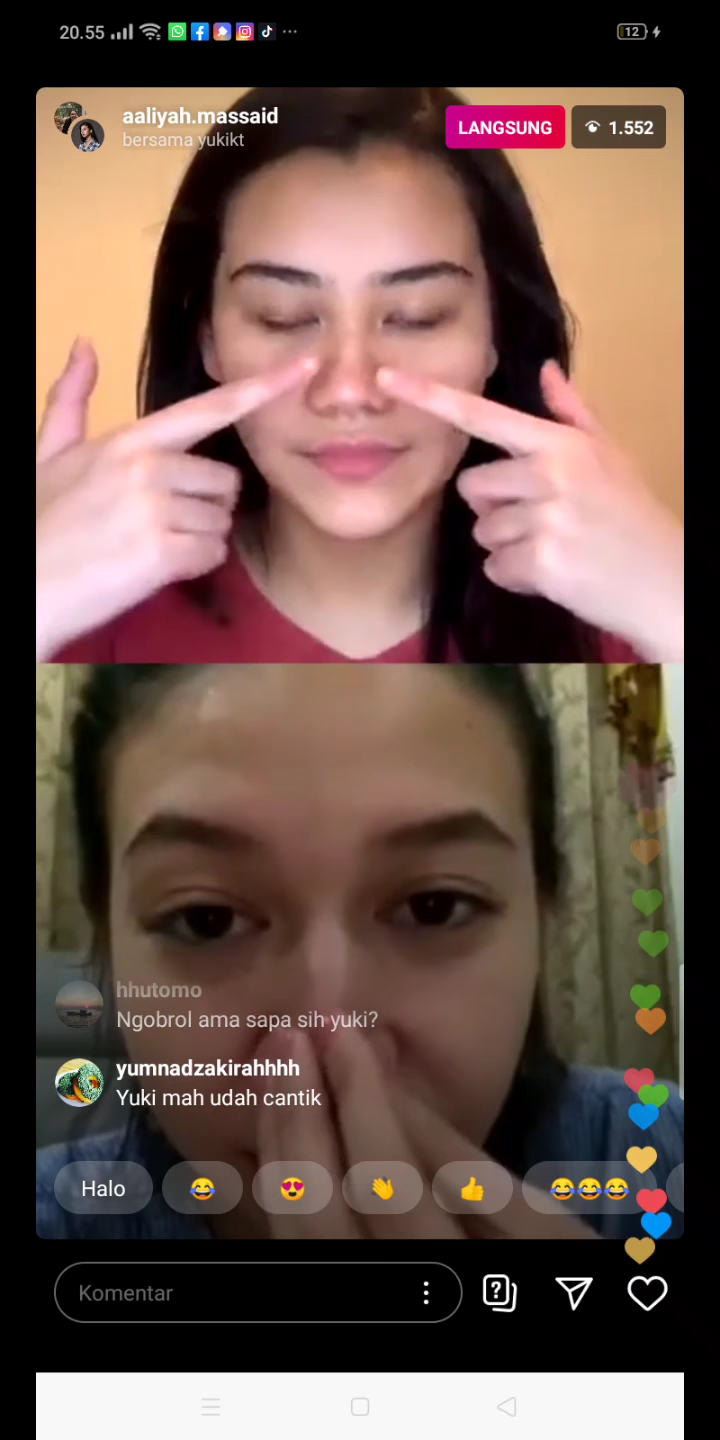 20.55
12
aaliyah.massaid
bersama yukikt
LANGSUNG
1.552
hhutomo
Ngobrol ama sapa sih yuki?
yumnadzakirahhhh
Yuki mah udah cantik
Halo
Komentar